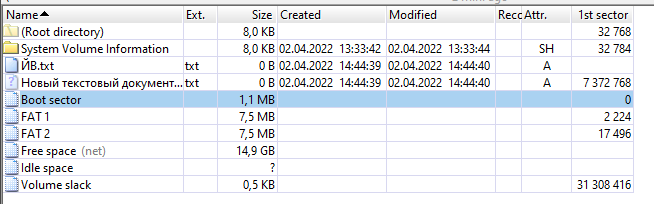 Name Ext. Size Created Modified Recc Attr. 1st sector
(Root directory) 8,0 KB 32 768
System Volume Information 8,0 KB 02.04.2022 13:33:42 02.04.2022 13:33:44 SH 32 784
ЙВ.txt txt 0 B 02.04.2022 14:44:39 02.04.2022 14:44:40 A
Новый текстовый документ... txt 0 B 02.04.2022 14:44:39 02.04.2022 14:44:40 A 7 372 768
Boot sector 1,1 MB 0
FAT 1 7,5 MB 2 224
FAT 2 7,5 MB 17 496
Free space (net) 14,9 GB
Idle space ?
Volume slack 0,5 KB 31 308 416